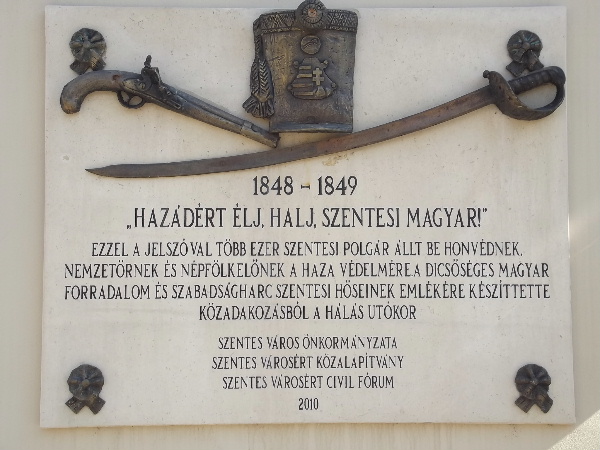 1848 - 1849
„HAZÁDÉRT ÉLJ, HALJ, SZENTESI MAGYAR!"
EZZEL A JELSZÓVAL TÖBB EZER SZENTESI POLGÁR ÁLLT BE HONVÉDNEK,
NEMZETŐRNEK ÉS NÉPFÖLKELŐNEK A HAZA VÉDELMÉRE. A DICSŐSÉGES MAGYAR
FORRADALOM ÉS SZABADSÁGHARC SZENTESI HŐSEINEK EMLÉKÉRE KÉSZÍTTETTE
KÖZADAKOZÁSBÓL A HÁLÁS UTÓKOR
SZENTES VÁROS ÖNKORMÁNYZATA
SZENTES VÁROSÉRT KÖZALAPÍTVÁNY
SZENTES VÁROSÉRT CIVIL FÓRUM
2010